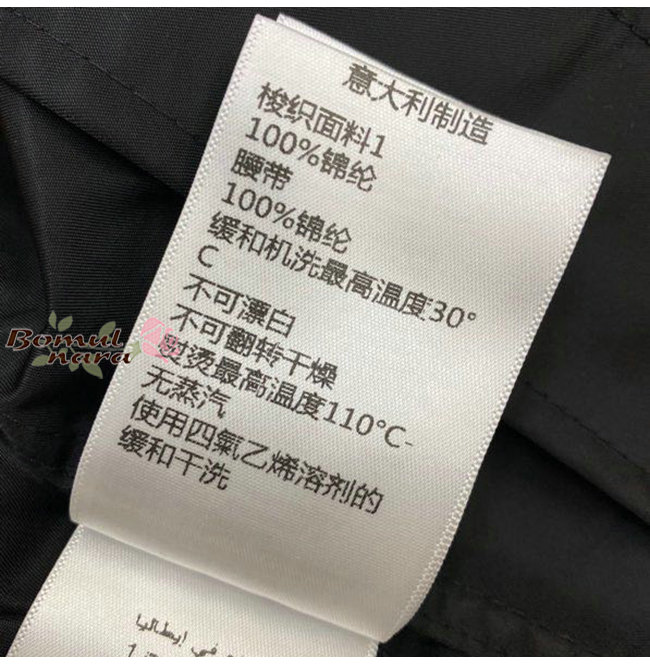 意大利制造
梭织面料1
100%锦纶
腰带
100%锦纶
缓和机洗最高温度30°
C
不可漂白
不可翻转干燥
熨烫最高温度110°C-
无蒸汽
使用四氯乙烯溶剂的
缓和干洗
Bomul
nara
في إيطاليا